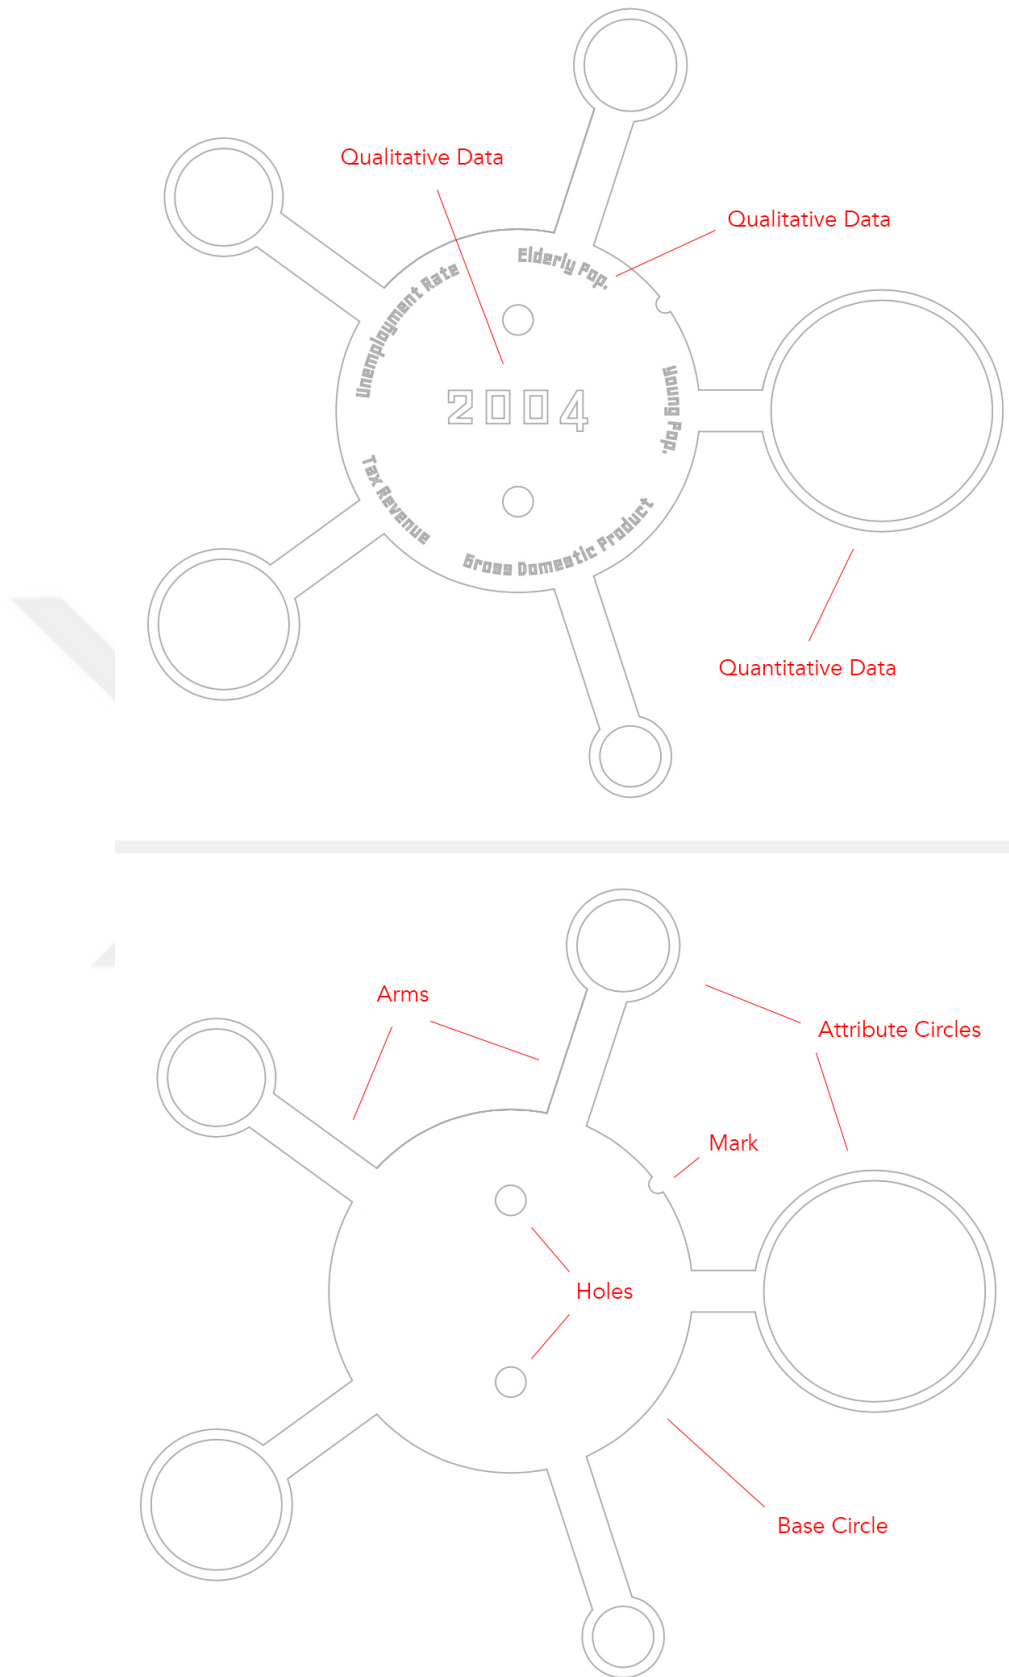 Qualitative Data
Qualitative Data
Elderly Pop.
Unemployment Rate
Young Pop.
2004
Tax Revenue
Gross Domestic Product
Quantitative Data
Arms
Attribute Circles
Mark
Holes
Base Circle